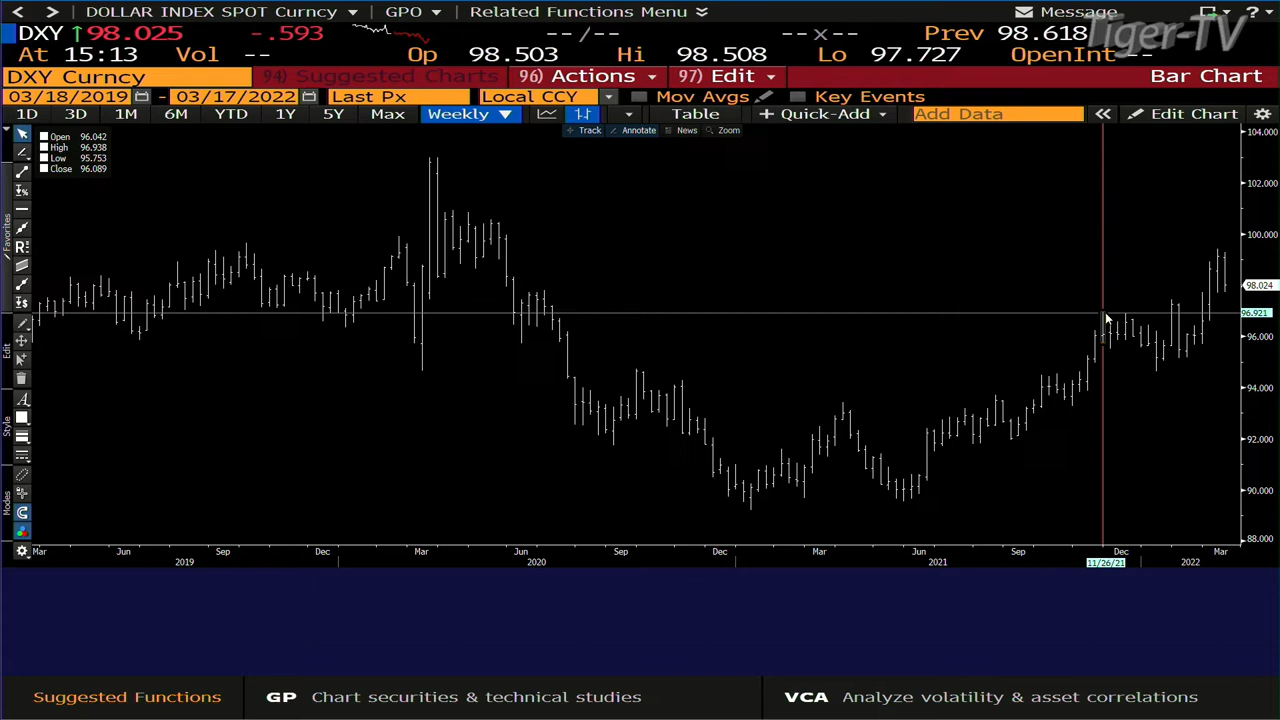 < > DOLLAR INDEX SPOT Curncy GPO Related Functions Menu Message ?
DXY ↑98.025 -.593 --/-- --x-- Prev 98.618 Tiger-TV
At 15:13 Vol -- Op 98.503 Hi 98.508 Lo 97.727 OpenInt --
DXY Curncy 94) Suggested Charts 96) Actions 97) Edit Bar Chart
03/18/2019 - 03/17/2022 Last Px Local CCY Mov Avgs Key Events
1D 3D 1M 6M YTD 1Y 5Y Max Weekly ▼ Table + Quick-Add Add Data « Edit Chart
Track Annotate News Zoom
Open 96.042
High 96.938
Low 95.753
Close 96.089
Favorites
Edit
Style
Modes
104.000
102.000
100.000
98.024
96.921
96.000
94.000
92.000
90.000
88.000
Mar Jun Sep Dec Mar Jun Sep Dec Mar Jun Sep Dec Mar
2019 2020 2021 11/26/21 2022
Suggested Functions GP Chart securities & technical studies VCA Analyze volatility & asset correlations